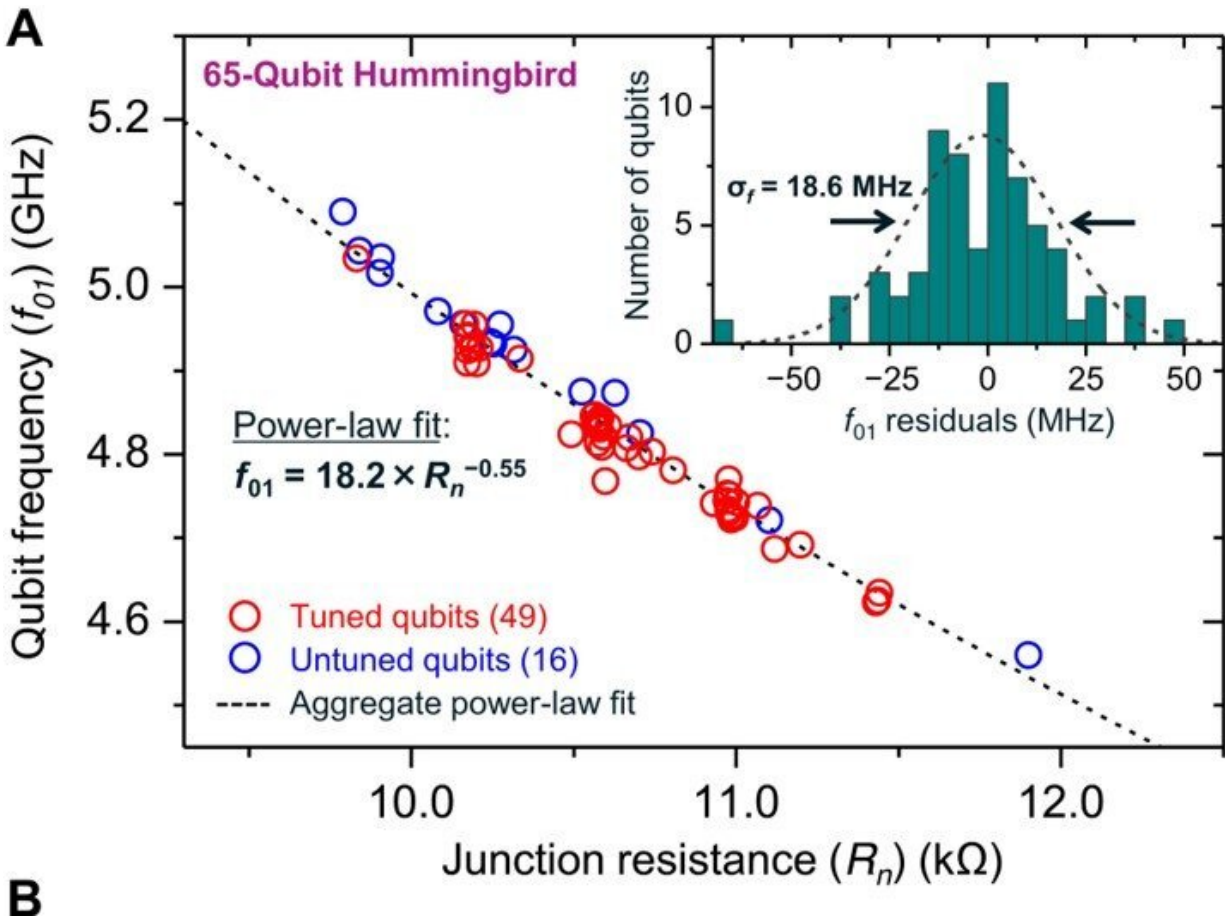 A
65-Qubit Hummingbird
Qubit frequency (f01) (GHz)
5.2
5.0
4.8
4.6
Power-law fit:
f01 = 18.2 × Rn−0.55
Tuned qubits (49)
Untuned qubits (16)
Aggregate power-law fit
10.0 11.0 12.0
Junction resistance (Rn) (kΩ)
Number of qubits
10
5
0
σf = 18.6 MHz
−50 −25 0 25 50
f01 residuals (MHz)
B